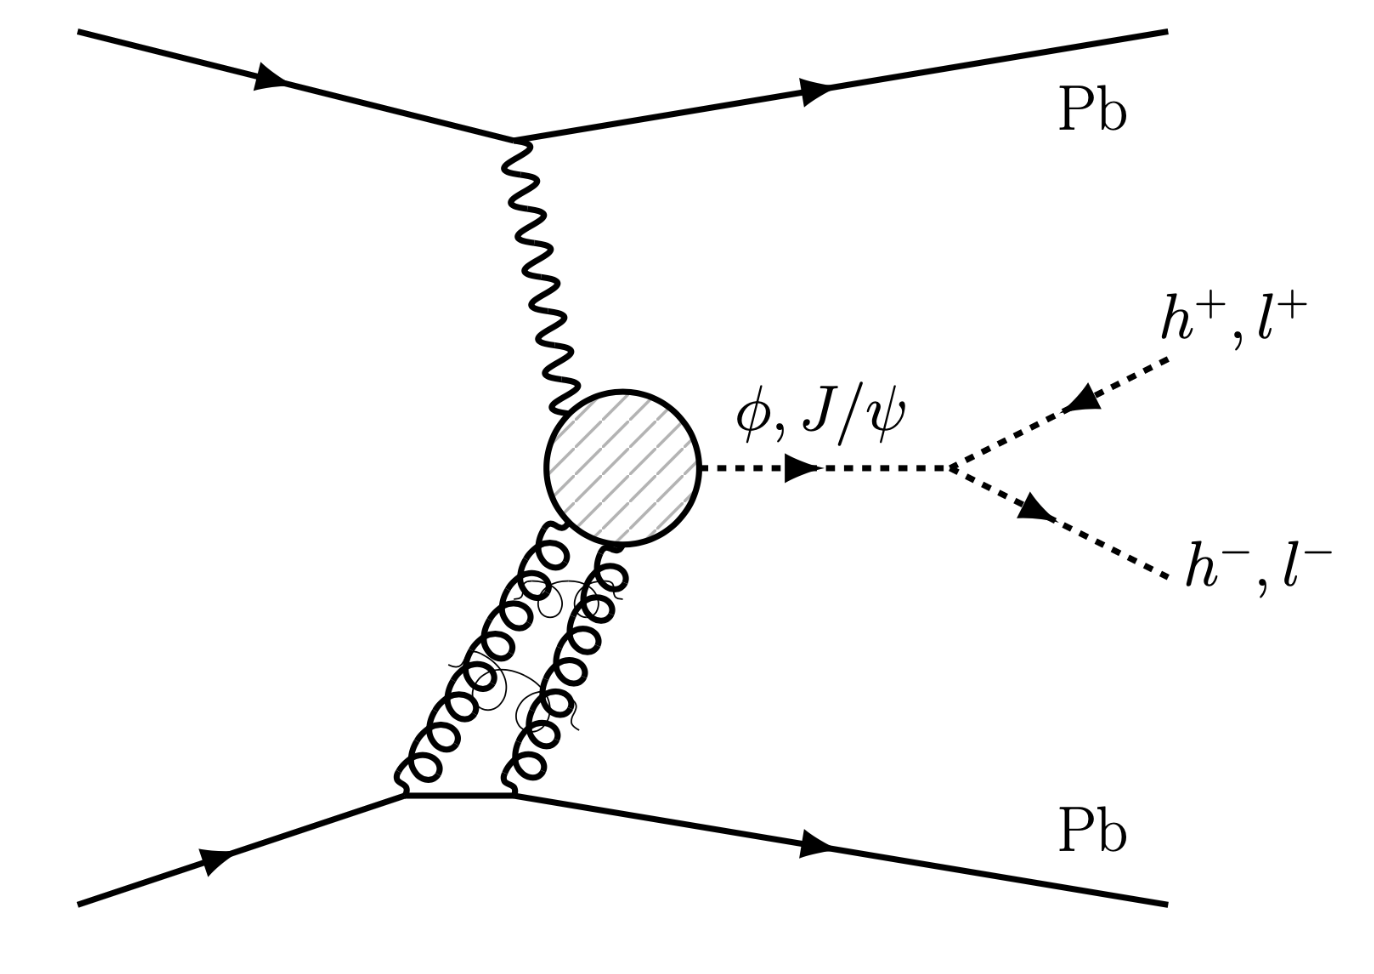 Pb
h⁺, l⁺
ϕ, J/ψ
h⁻, l⁻
Pb